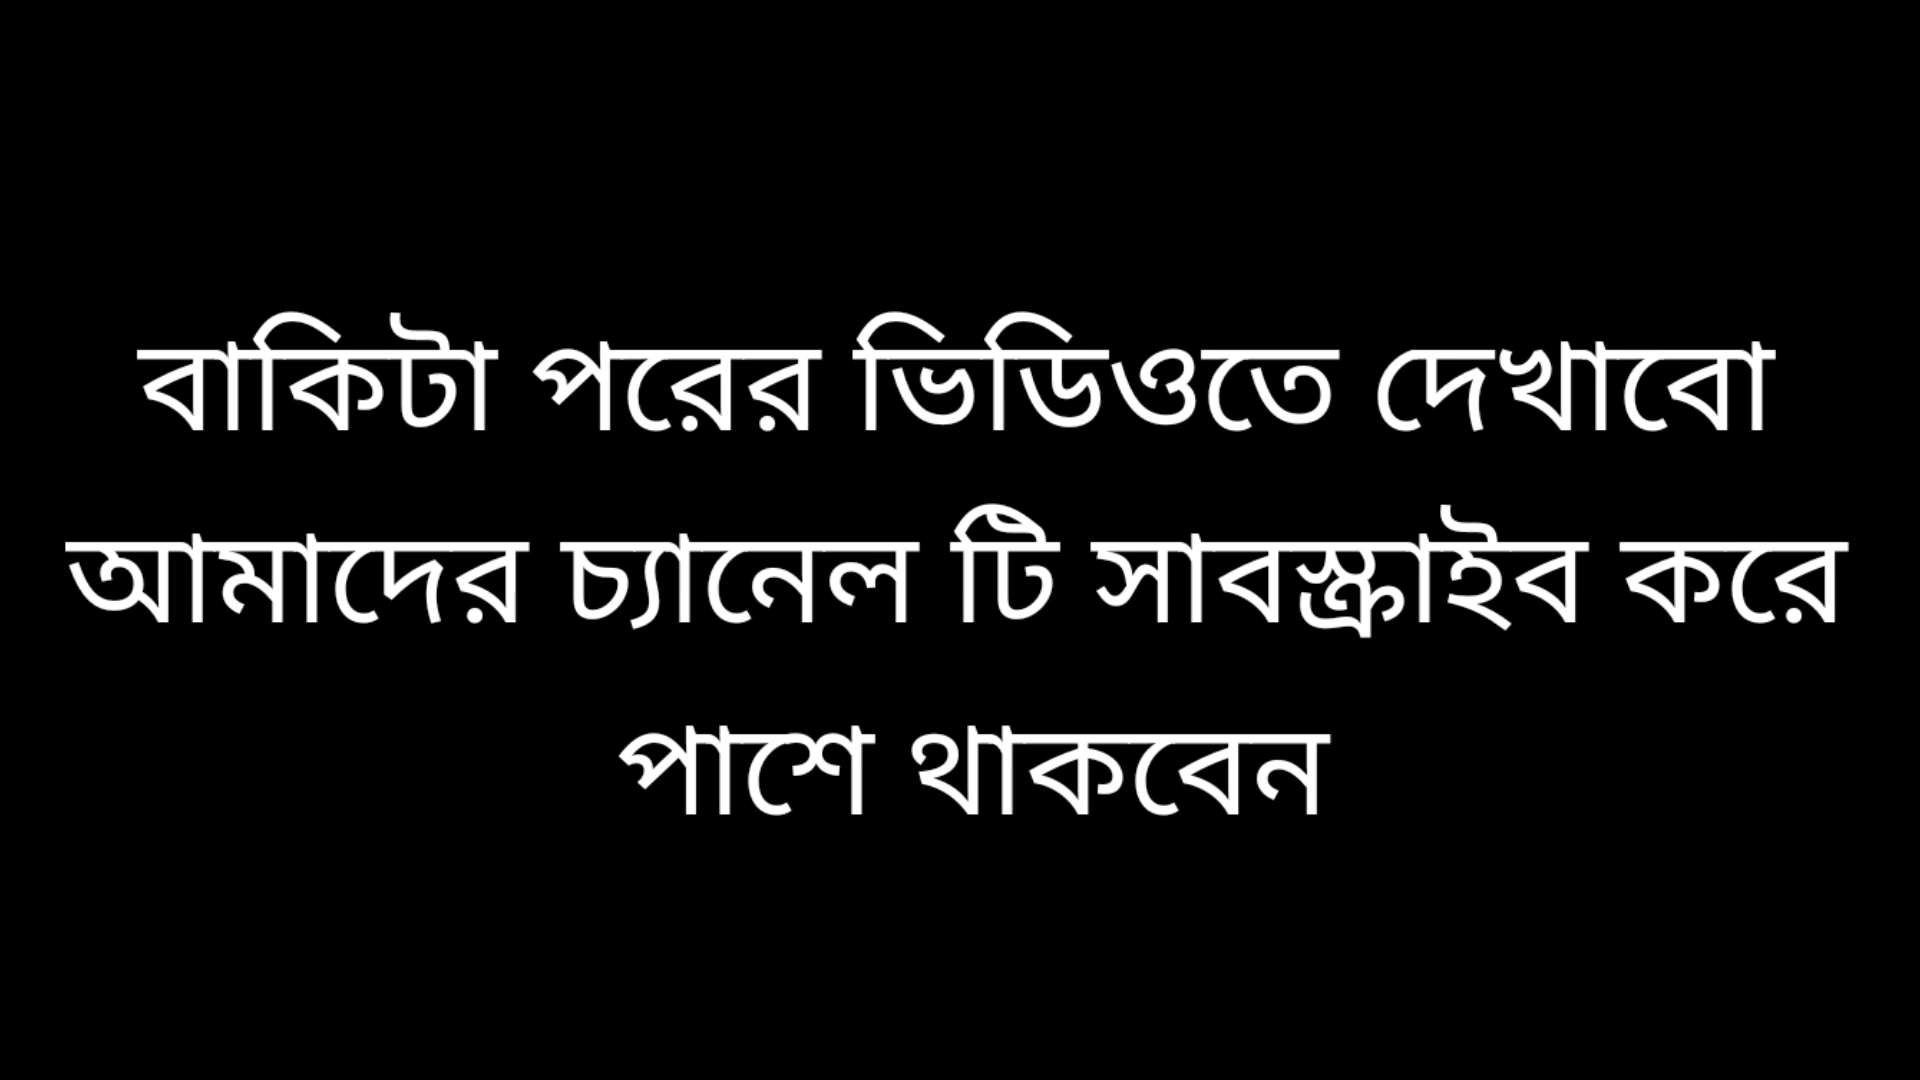 বাকিটা পরের ভিডিওতে দেখাবো
আমাদের চ্যানেল টি সাবস্ক্রাইব করে
পাশে থাকবেন